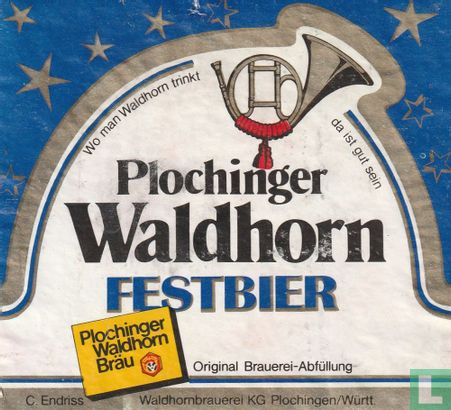 Wo man Waldhorn trinkt
da ist gut sein
Plochinger
Waldhorn
FESTBIER
Plochinger
Waldhorn
Bräu
Original Brauerei-Abfüllung
C. Endriss
Waldhornbrauerei KG Plochingen/Württ.